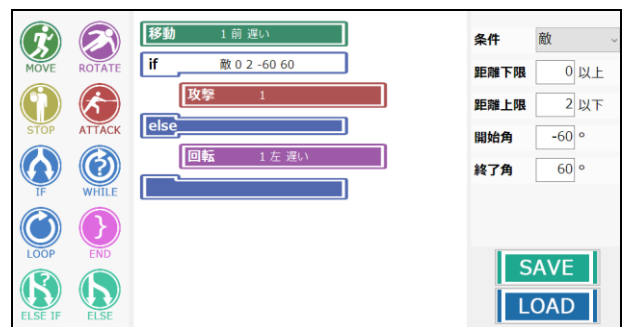 MOVE
ROTATE
STOP
ATTACK
IF
WHILE
LOOP
END
ELSE IF
ELSE
移動 1 前 遅い
if 敵 0 2 -60 60
攻撃 1
else
回転 1 左 遅い
条件 敵
距離下限 0 以上
距離上限 2 以下
開始角 -60 °
終了角 60 °
SAVE
LOAD